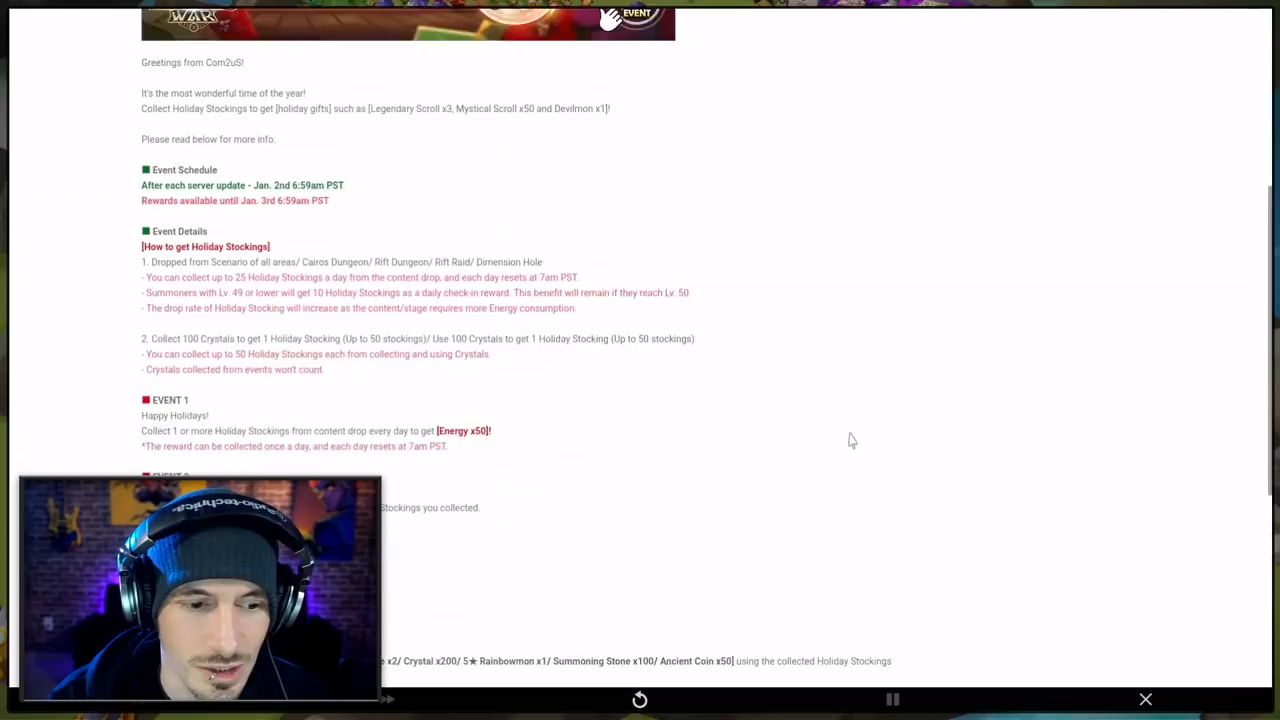 WAR
EVENT
Greetings from Com2uS!
It's the most wonderful time of the year!
Collect Holiday Stockings to get [holiday gifts] such as [Legendary Scroll x3, Mystical Scroll x50 and Devilmon x1]!
Please read below for more info.
Event Schedule
After each server update - Jan. 2nd 6:59am PST
Rewards available until Jan. 3rd 6:59am PST
Event Details
[How to get Holiday Stockings]
1. Dropped from Scenario of all areas/ Cairos Dungeon/ Rift Dungeon/ Rift Raid/ Dimension Hole
- You can collect up to 25 Holiday Stockings a day from the content drop, and each day resets at 7am PST.
- Summoners with Lv. 49 or lower will get 10 Holiday Stockings as a daily check-in reward. This benefit will remain if they reach Lv. 50.
- The drop rate of Holiday Stocking will increase as the content/stage requires more Energy consumption.
2. Collect 100 Crystals to get 1 Holiday Stocking (Up to 50 stockings)/ Use 100 Crystals to get 1 Holiday Stocking (Up to 50 stockings)
- You can collect up to 50 Holiday Stockings each from collecting and using Crystals.
- Crystals collected from events won't count.
EVENT 1
Happy Holidays!
Collect 1 or more Holiday Stockings from content drop every day to get [Energy x50]!
*The reward can be collected once a day, and each day resets at 7am PST.
Stockings you collected.
x2/ Crystal x200/ 5★ Rainbowmon x1/ Summoning Stone x100/ Ancient Coin x50] using the collected Holiday Stockings
audio-technica